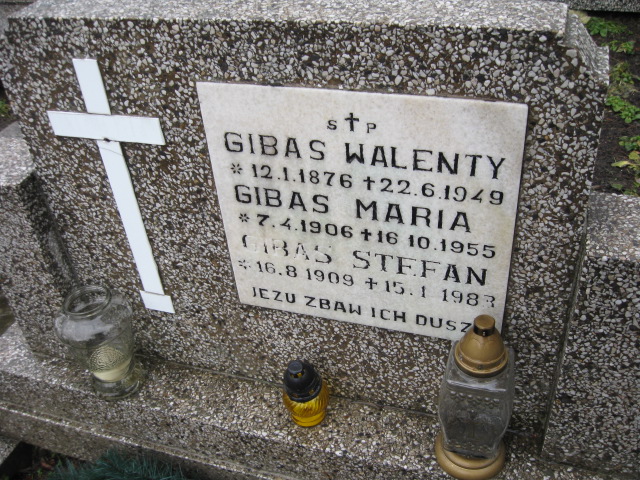 S † P
GIBAS WALENTY
* 12.1.1876 + 22.6.1949
GIBAS MARIA
* 7.4.1906 + 16 10.1955
GIBAS STEFAN
* 16.8 1909 + 15.1 1983
JEZU ZBAW ICH DUSZ